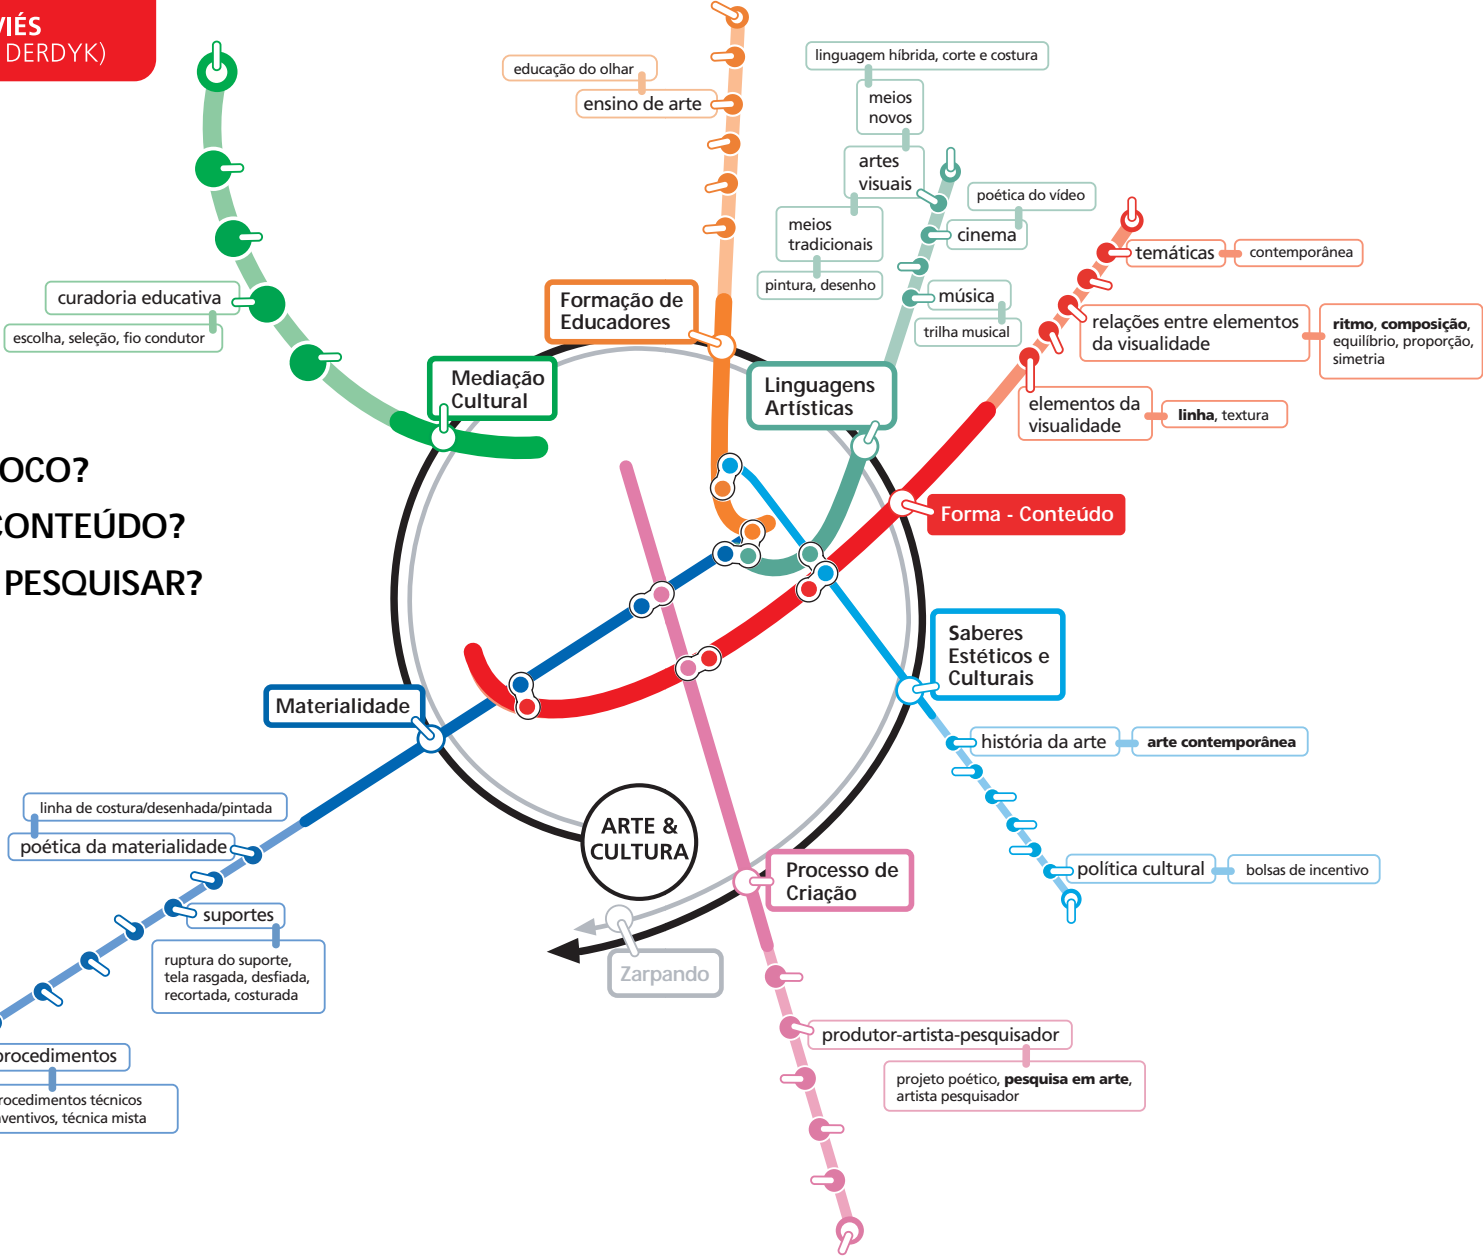 VIÉS
DERDYK)
OCO?
CONTEÚDO?
PESQUISAR?
educação do olhar
ensino de arte
Formação de
Educadores
curadoria educativa
escolha, seleção, fio condutor
Mediação
Cultural
linguagem híbrida, corte e costura
meios
novos
artes
visuais
meios
tradicionais
pintura, desenho
poética do vídeo
cinema
música
trilha musical
Linguagens
Artísticas
temáticas
contemporânea
relações entre elementos
da visualidade
ritmo, composição,
equilíbrio, proporção,
simetria
elementos da
visualidade
linha, textura
Forma - Conteúdo
Saberes
Estéticos e
Culturais
história da arte
arte contemporânea
política cultural
bolsas de incentivo
Materialidade
linha de costura/desenhada/pintada
poética da materialidade
suportes
ruptura do suporte,
tela rasgada, desfiada,
recortada, costurada
procedimentos
rocedimentos técnicos
ventivos, técnica mista
ARTE &
CULTURA
Zarpando
Processo de
Criação
produtor-artista-pesquisador
projeto poético, pesquisa em arte,
artista pesquisador